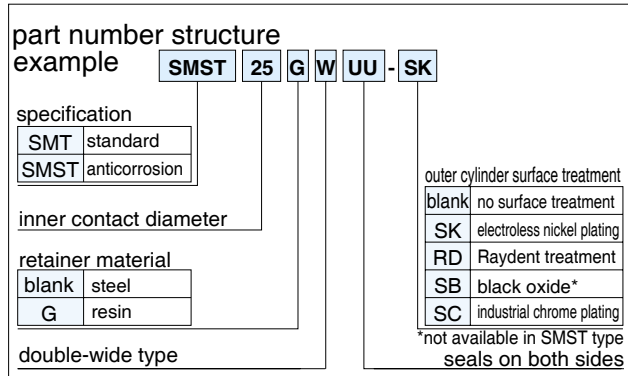 part number structure
example SMST 25 G W UU - SK
specification
SMT standard
SMST anticorrosion
inner contact diameter
retainer material
blank steel
G resin
double-wide type
outer cylinder surface treatment
blank no surface treatment
SK electroless nickel plating
RD Raydent treatment
SB black oxide*
SC industrial chrome plating
*not available in SMST type
seals on both sides